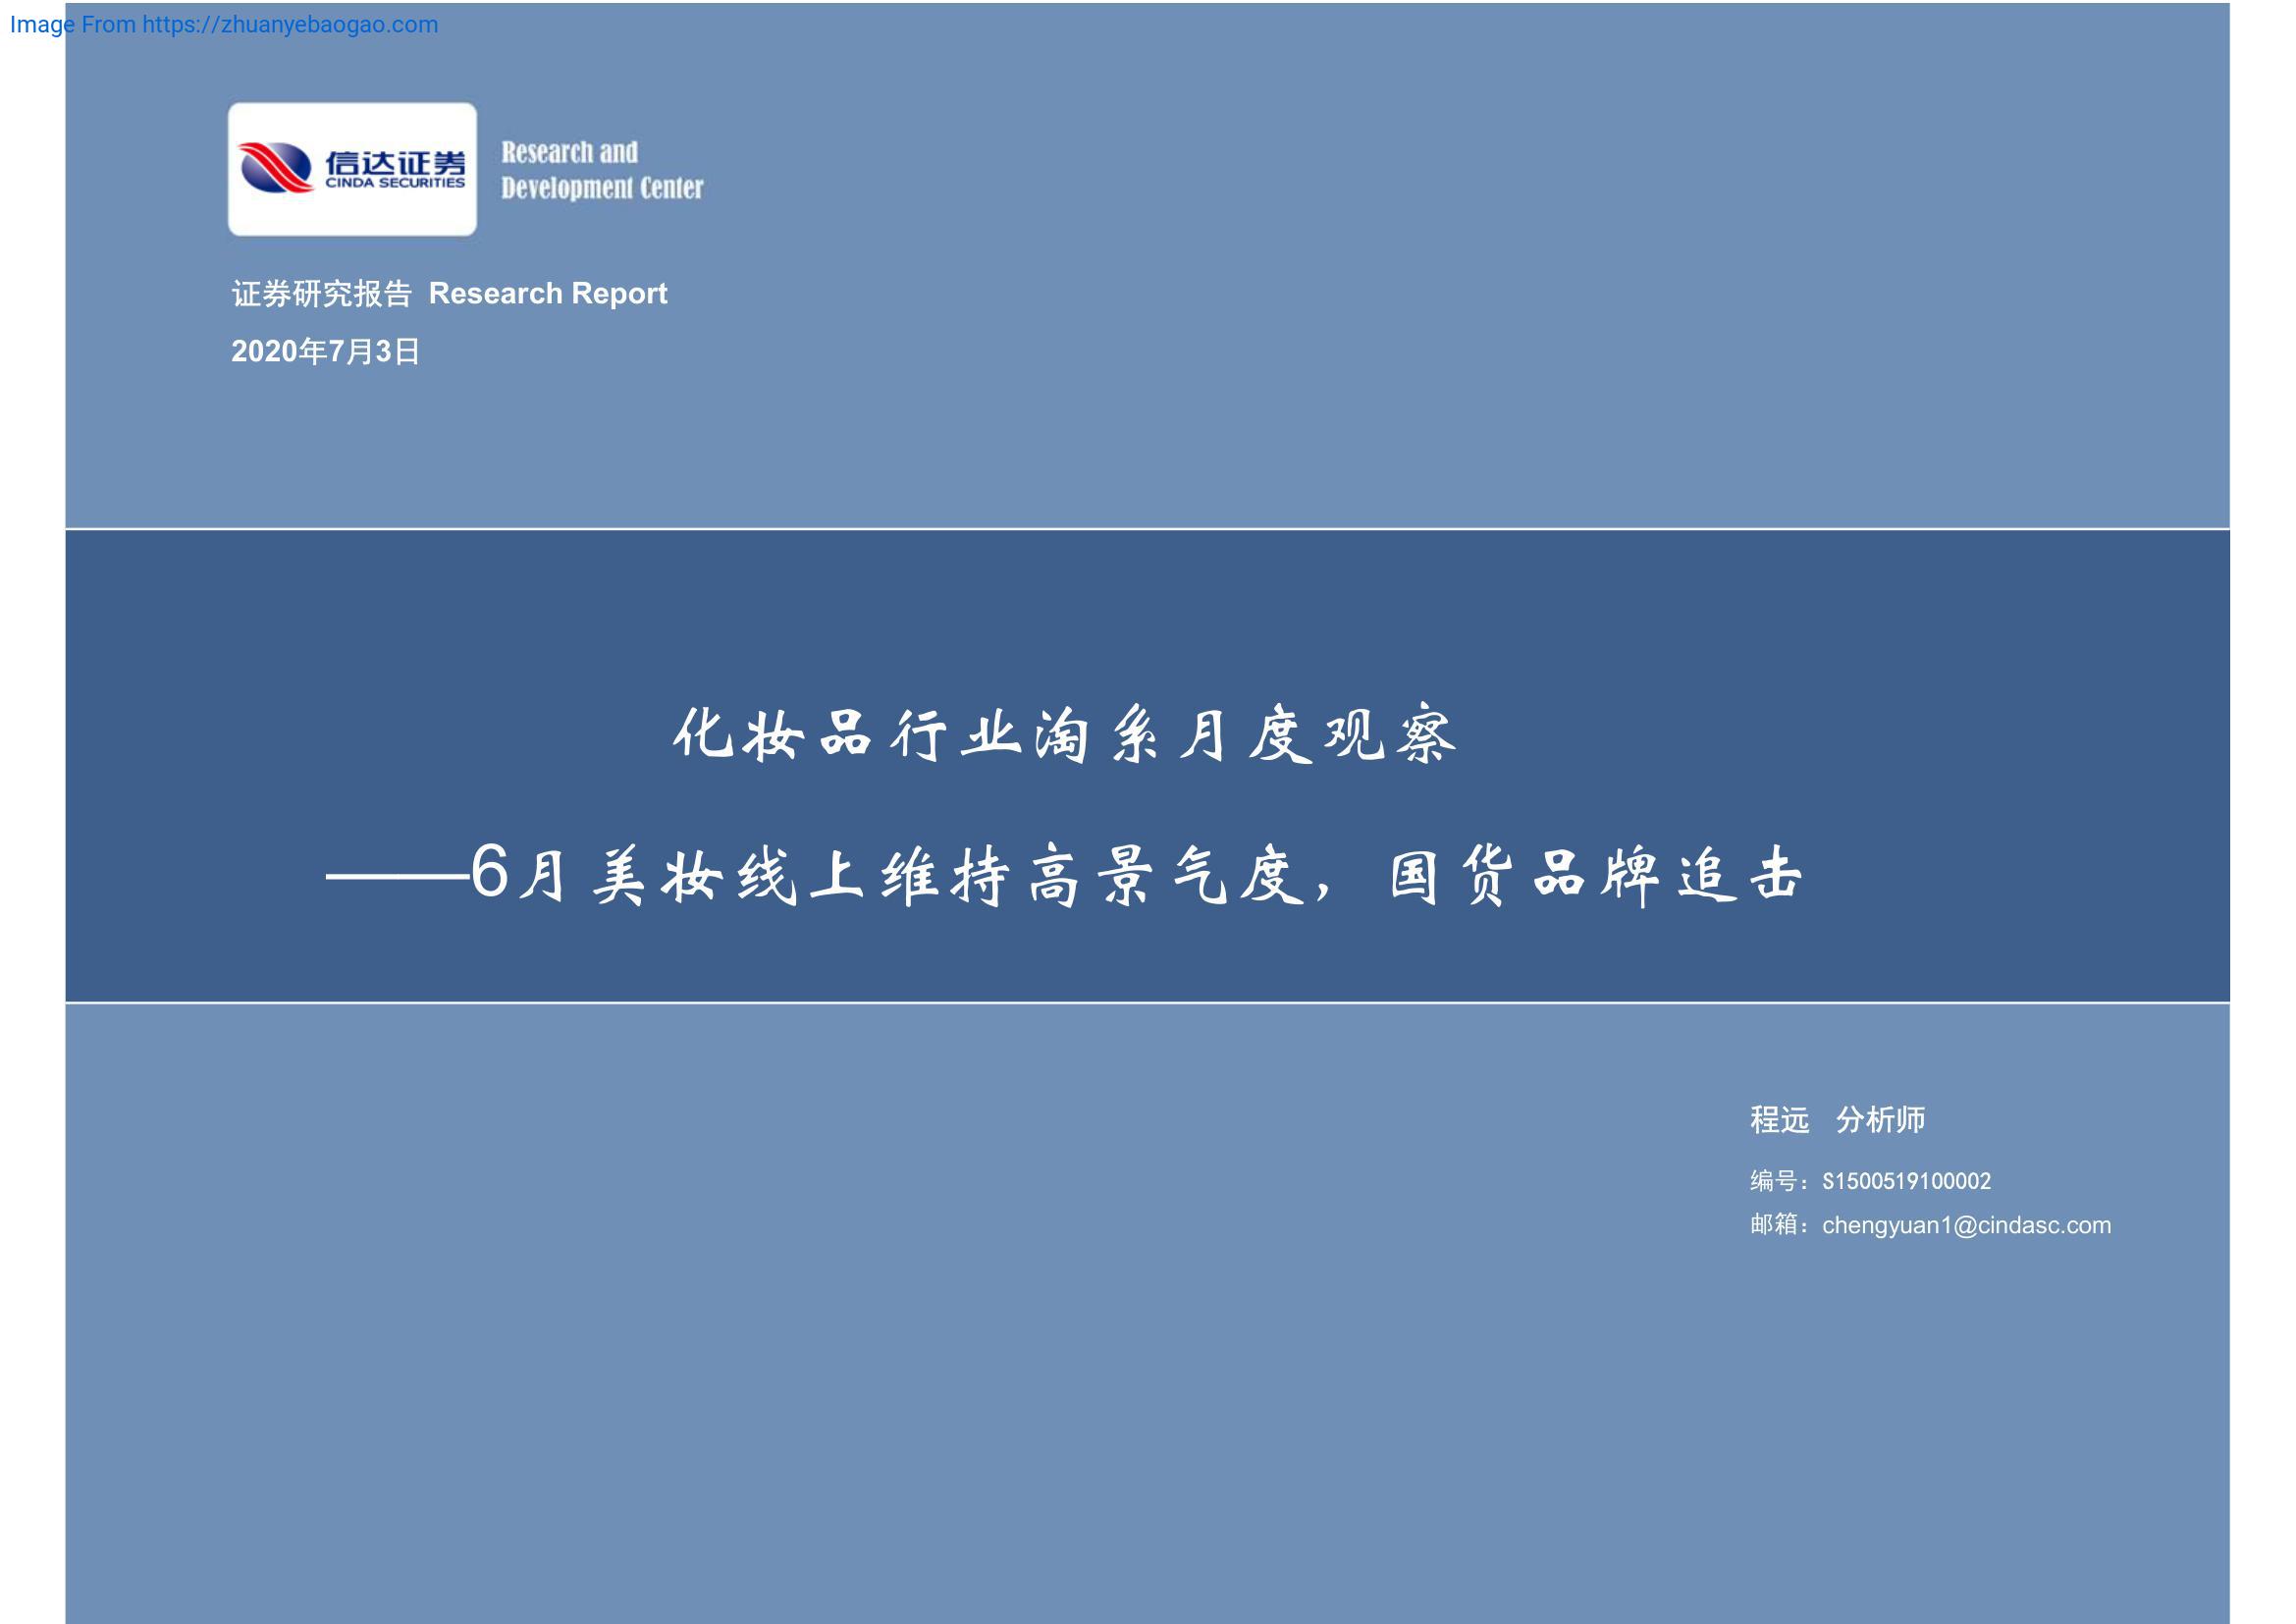 Image From https://zhuanyebaogao.com
信达证券
CINDA SECURITIES
Research and
Development Center
证券研究报告 Research Report
2020年7月3日
化妆品行业淘系月度观察
——6月美妆线上维持高景气度，国货品牌追击
程远 分析师
编号：S1500519100002
邮箱：chengyuan1@cindasc.com